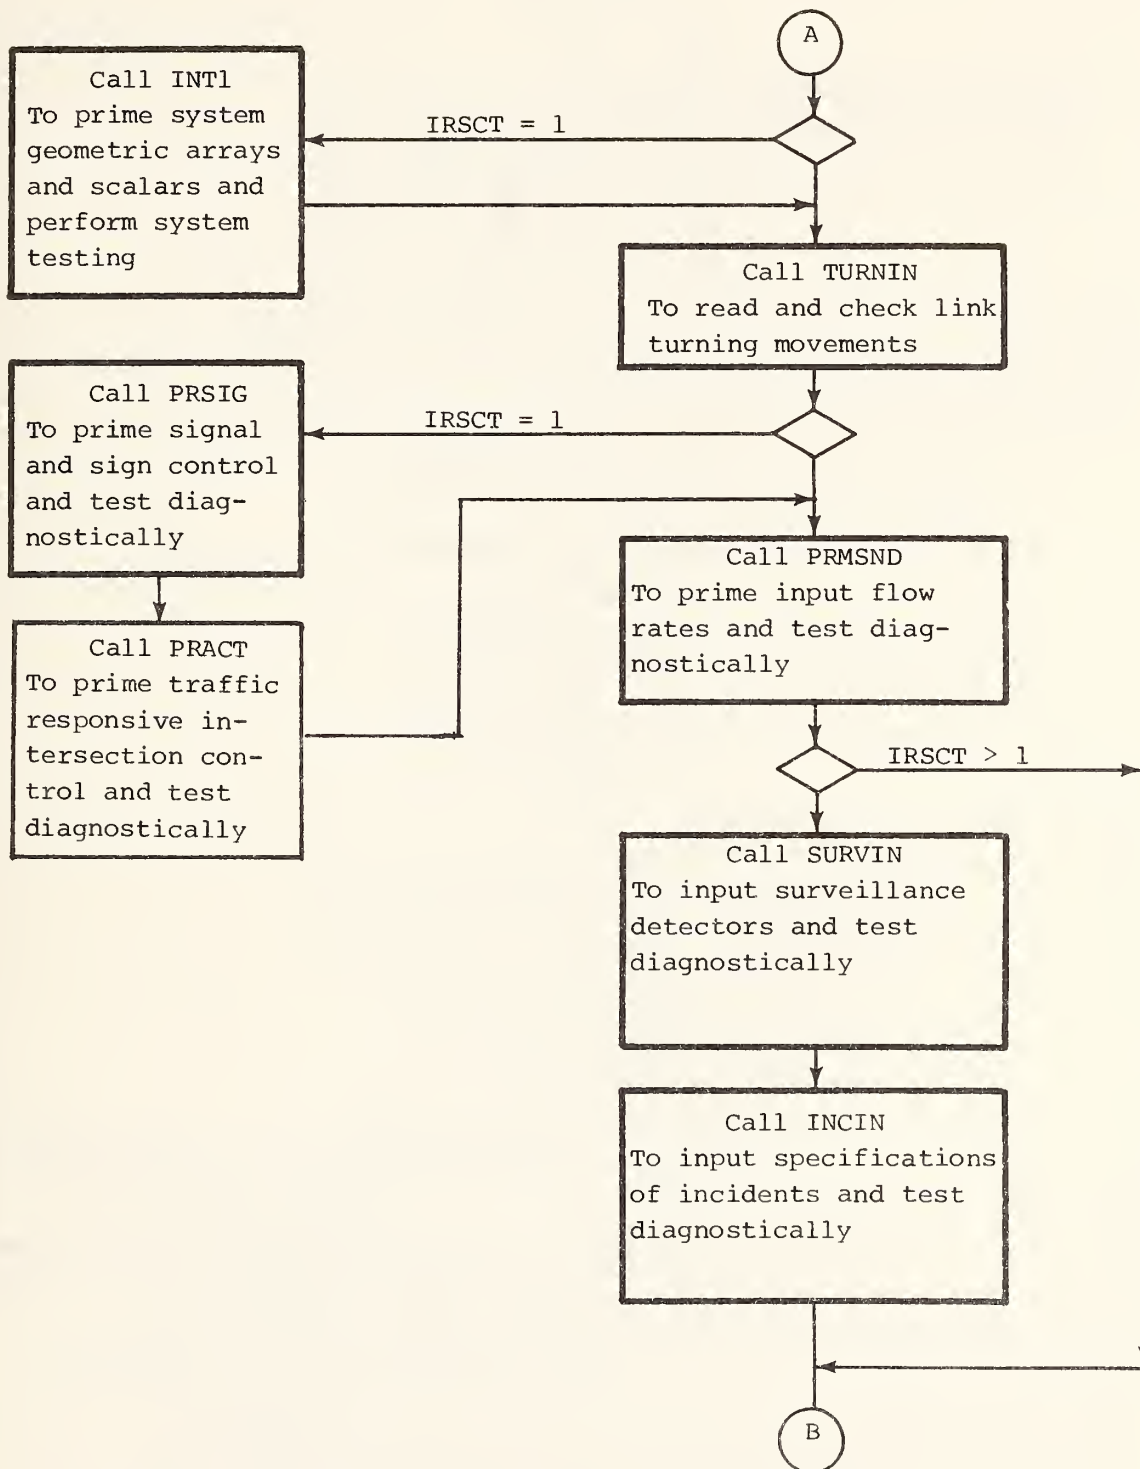 A
Call INT1
To prime system
geometric arrays
and scalars and
perform system
testing
IRSCT = 1
Call TURNIN
To read and check link
turning movements
Call PRSIG
To prime signal
and sign control
and test diag-
nostically
IRSCT = 1
Call PRMSND
To prime input flow
rates and test diag-
nostically
Call PRACT
To prime traffic
responsive in-
tersection con-
trol and test
diagnostically
IRSCT > 1
Call SURVIN
To input surveillance
detectors and test
diagnostically
Call INCIN
To input specifications
of incidents and test
diagnostically
B